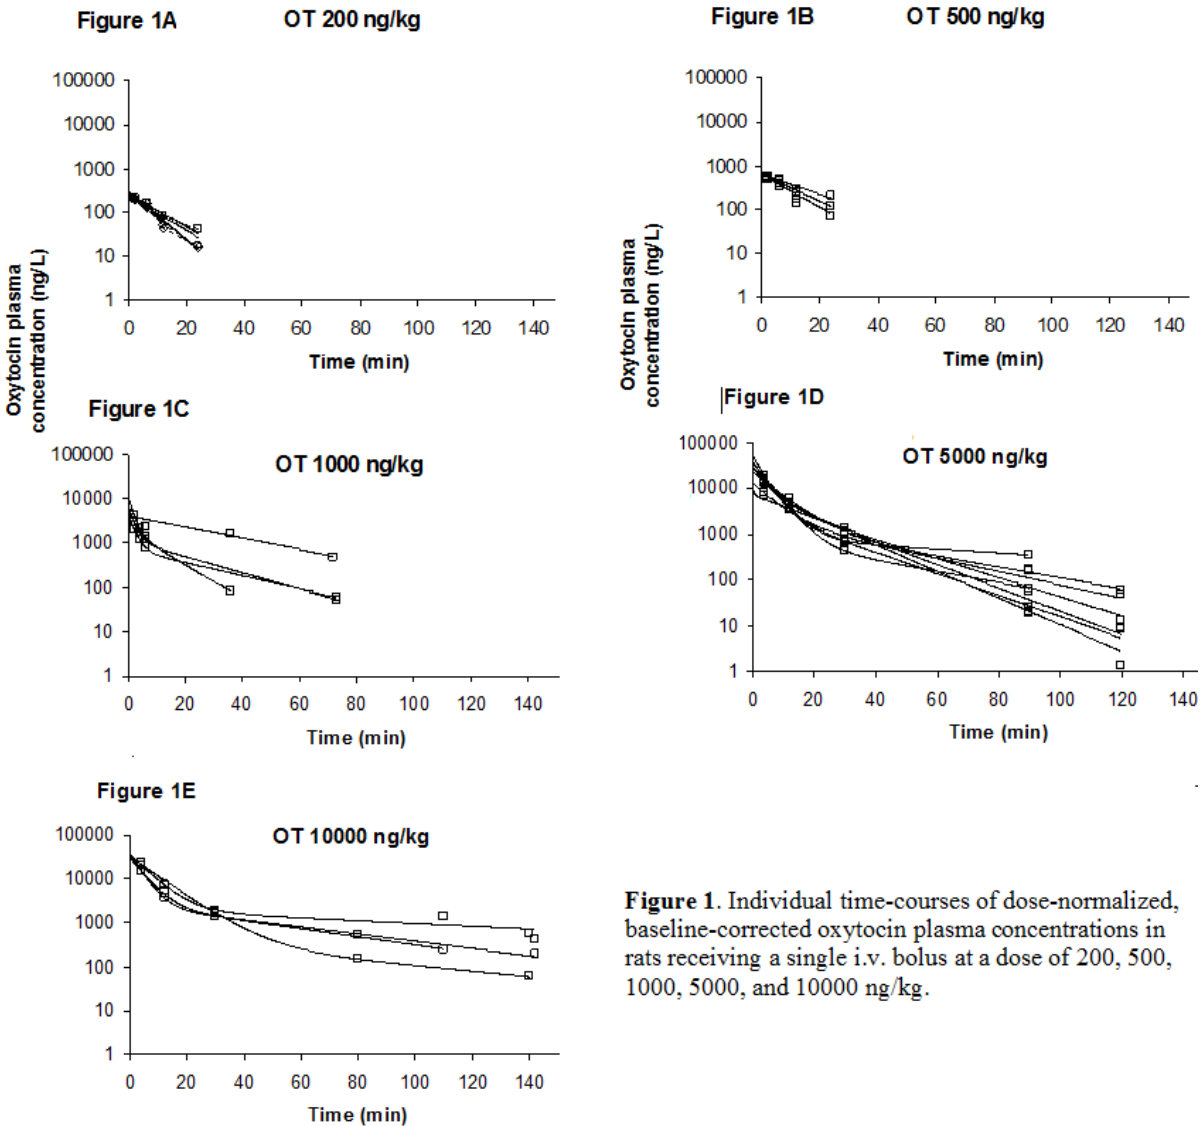 Figure 1A
OT 200 ng/kg
Figure 1B
OT 500 ng/kg
100000
10000
1000
100
10
1
0 20 40 60 80 100 120 140
Time (min)
Oxytocin plasma
concentration (ng/L)
100000
10000
1000
100
10
1
0 20 40 60 80 100 120 140
Time (min)
Oxytocin plasma
concentration (ng/L)
Figure 1C
OT 1000 ng/kg
100000
10000
1000
100
10
1
0 20 40 60 80 100 120 140
Time (min)
Figure 1D
OT 5000 ng/kg
100000
10000
1000
100
10
1
0 20 40 60 80 100 120 140
Time (min)
Figure 1E
OT 10000 ng/kg
100000
10000
1000
100
10
1
0 20 40 60 80 100 120 140
Time (min)
Figure 1. Individual time-courses of dose-normalized,
baseline-corrected oxytocin plasma concentrations in
rats receiving a single i.v. bolus at a dose of 200, 500,
1000, 5000, and 10000 ng/kg.